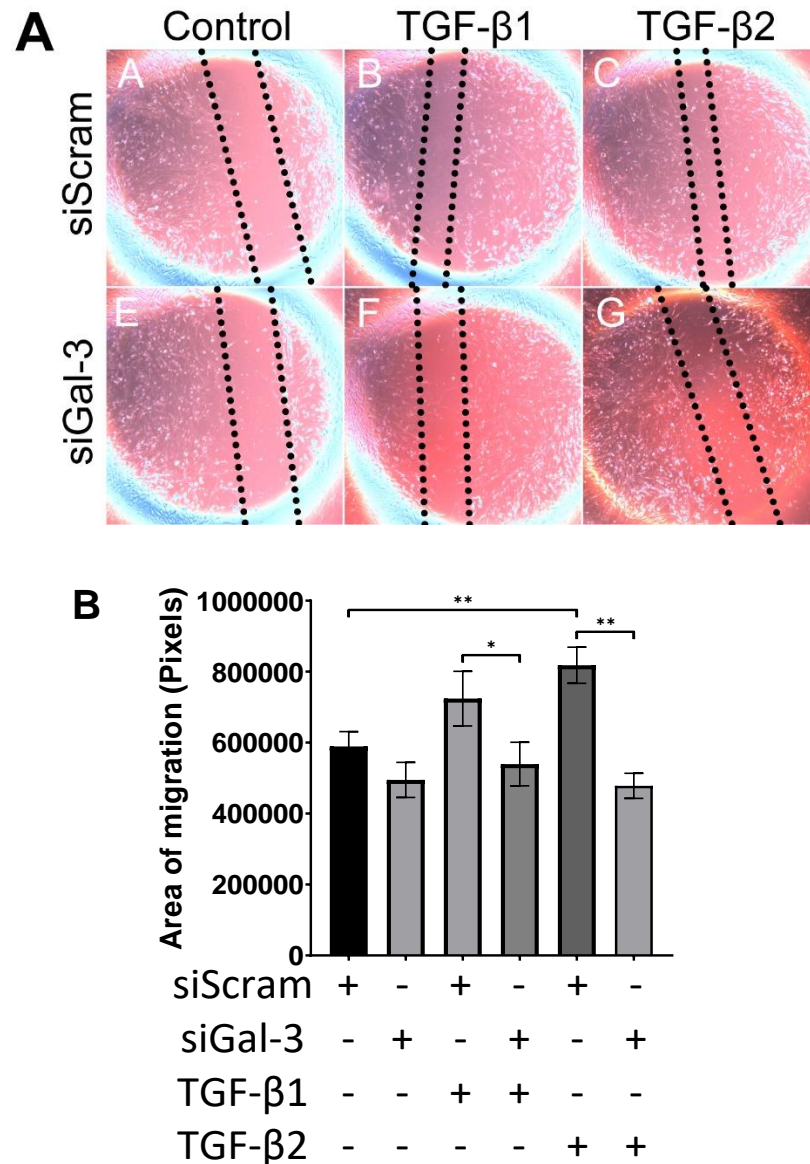 A
Control TGF-β1 TGF-β2
siScram
A B C
siGal-3
E F G
B
Area of migration (Pixels)
1000000
800000
600000
400000
200000
0
**
*
**
siScram + - + - + -
siGal-3 - + - + - +
TGF-β1 - - + + - -
TGF-β2 - - - - + +